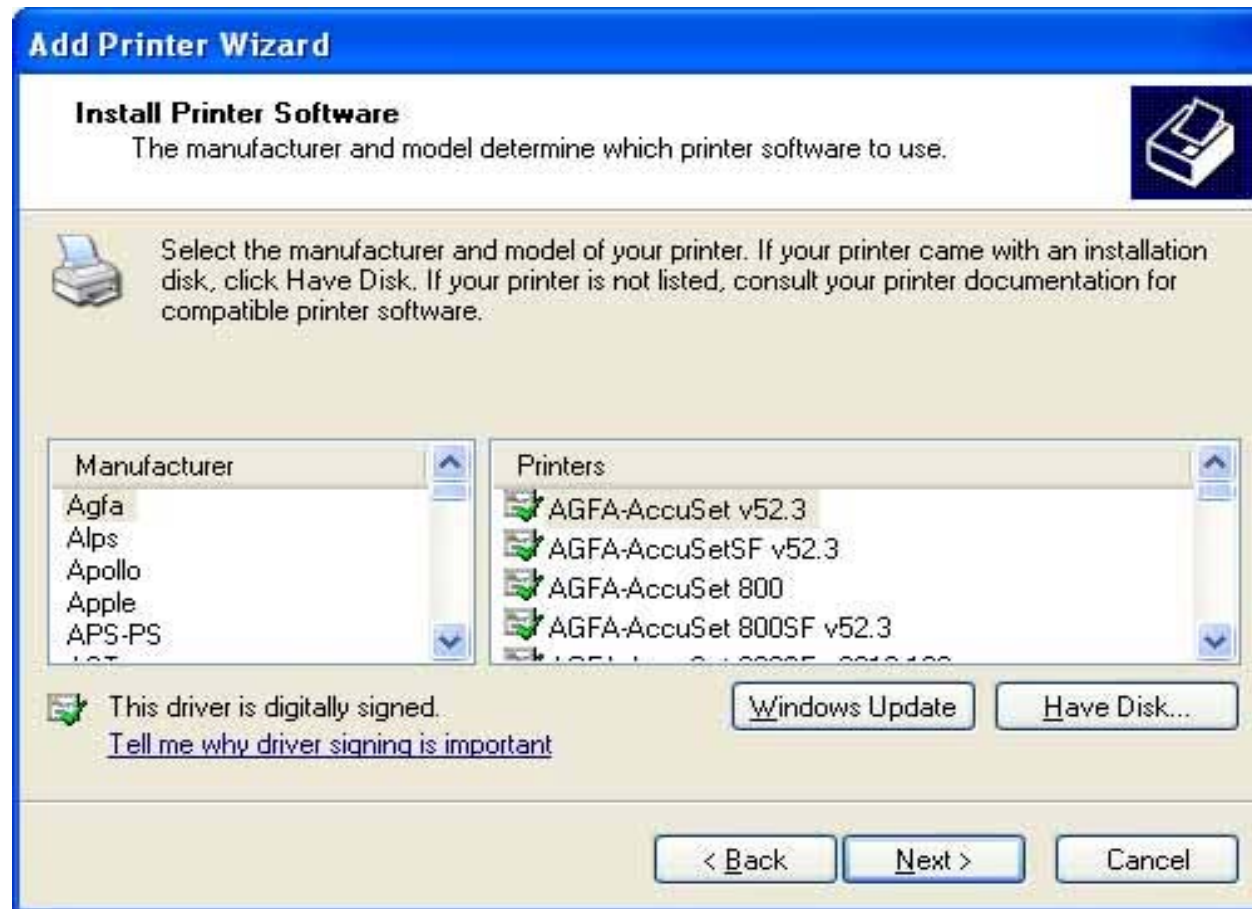 Add Printer Wizard
Install Printer Software
The manufacturer and model determine which printer software to use.
Select the manufacturer and model of your printer. If your printer came with an installation
disk, click Have Disk. If your printer is not listed, consult your printer documentation for
compatible printer software.
Manufacturer
Agfa
Alps
Apollo
Apple
APS-PS
Printers
AGFA-AccuSet v52.3
AGFA-AccuSetSF v52.3
AGFA-AccuSet 800
AGFA-AccuSet 800SF v52.3
This driver is digitally signed.
Tell me why driver signing is important
Windows Update
Have Disk...
< Back
Next >
Cancel